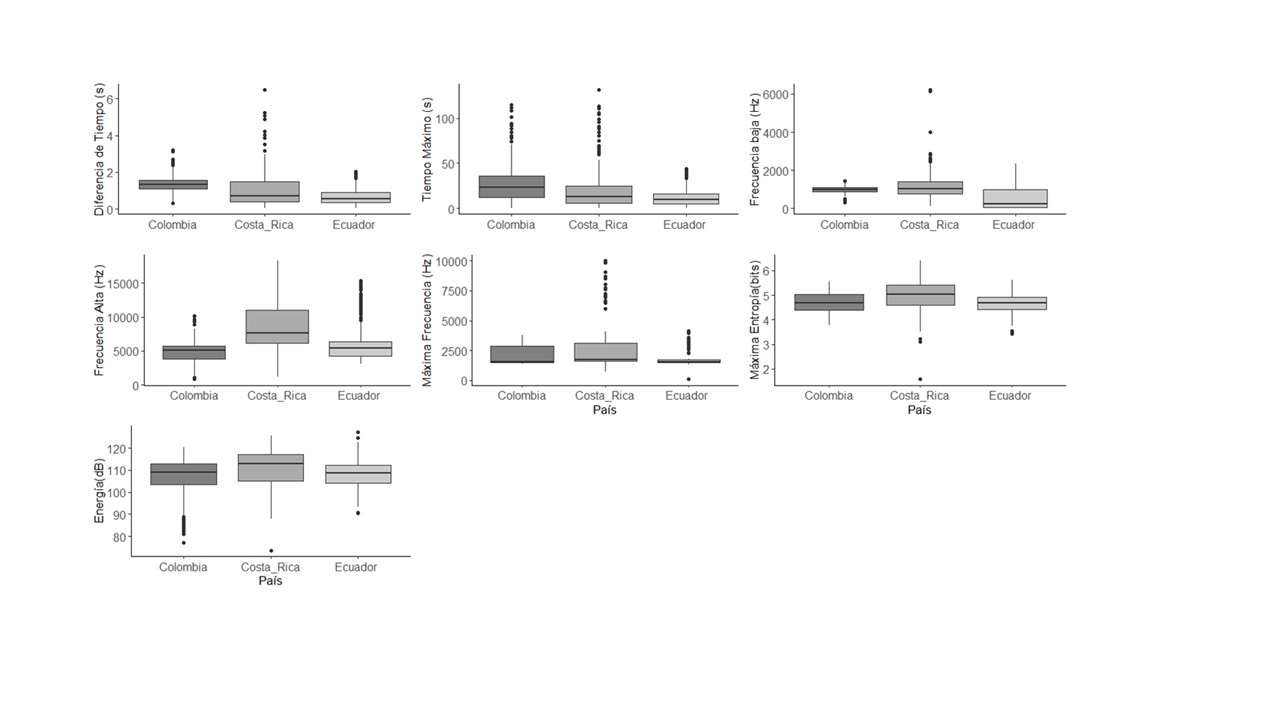 Diferencia de Tiempo (s)
6
4
2
0
Colombia Costa_Rica Ecuador
Tiempo Máximo (s)
100
50
0
Colombia Costa_Rica Ecuador
Frecuencia baja (Hz)
6000
4000
2000
0
Colombia Costa_Rica Ecuador
Frecuencia Alta (Hz)
15000
10000
5000
0
Colombia Costa_Rica Ecuador
Máxima Frecuencia (Hz)
10000
7500
5000
2500
0
Colombia Costa_Rica Ecuador
País
Máxima Entropía(bits)
6
5
4
3
2
Colombia Costa_Rica Ecuador
País
Energía(dB)
120
110
100
90
80
Colombia Costa_Rica Ecuador
País